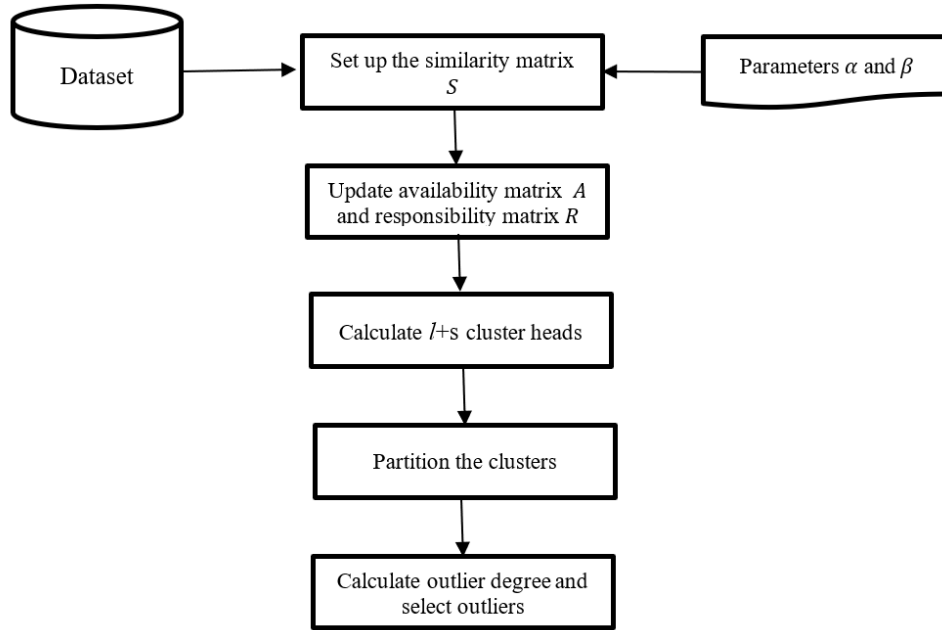 Dataset
Set up the similarity matrix
S
Parameters α and β
Update availability matrix A
and responsibility matrix R
Calculate l+s cluster heads
Partition the clusters
Calculate outlier degree and
select outliers